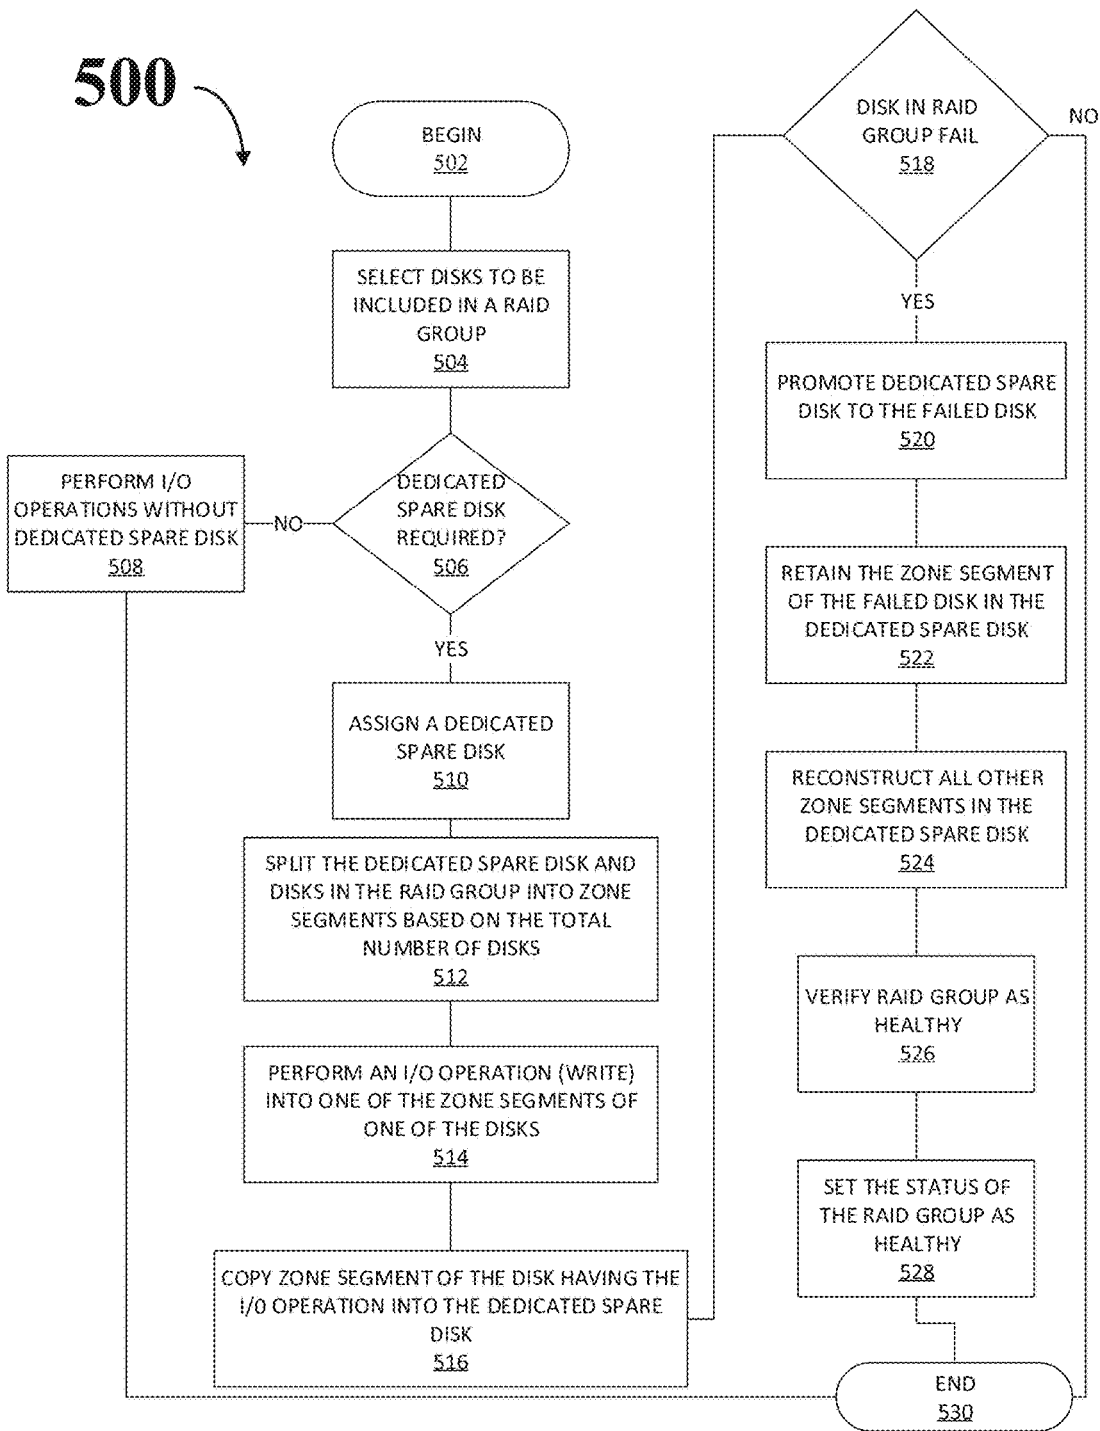 500
BEGIN
502
SELECT DISKS TO BE
INCLUDED IN A RAID
GROUP
504
DEDICATED
SPARE DISK
REQUIRED?
506
NO
PERFORM I/O
OPERATIONS WITHOUT
DEDICATED SPARE DISK
508
YES
ASSIGN A DEDICATED
SPARE DISK
510
SPLIT THE DEDICATED SPARE DISK AND
DISKS IN THE RAID GROUP INTO ZONE
SEGMENTS BASED ON THE TOTAL
NUMBER OF DISKS
512
PERFORM AN I/O OPERATION (WRITE)
INTO ONE OF THE ZONE SEGMENTS OF
ONE OF THE DISKS
514
COPY ZONE SEGMENT OF THE DISK HAVING THE
I/0 OPERATION INTO THE DEDICATED SPARE
DISK
516
DISK IN RAID
GROUP FAIL
518
NO
YES
PROMOTE DEDICATED SPARE
DISK TO THE FAILED DISK
520
RETAIN THE ZONE SEGMENT
OF THE FAILED DISK IN THE
DEDICATED SPARE DISK
522
RECONSTRUCT ALL OTHER
ZONE SEGMENTS IN THE
DEDICATED SPARE DISK
524
VERIFY RAID GROUP AS
HEALTHY
526
SET THE STATUS OF
THE RAID GROUP AS
HEALTHY
528
END
530